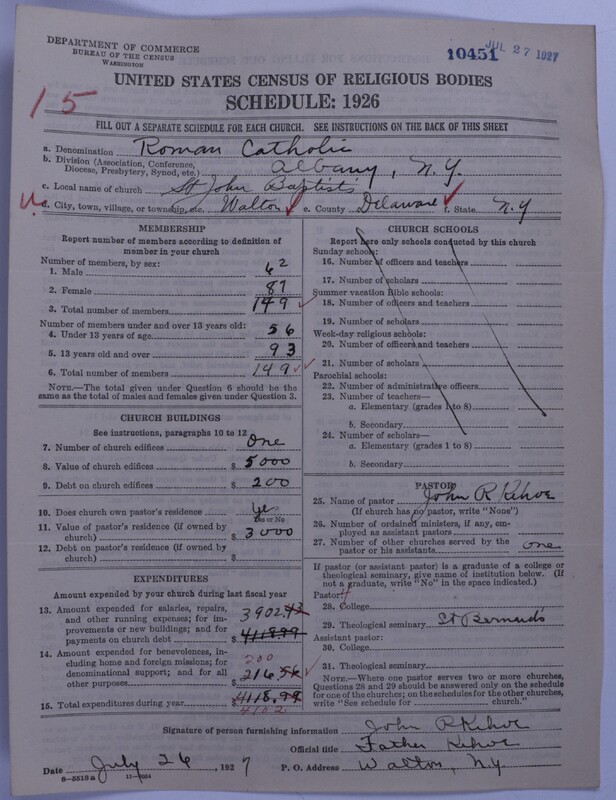 DEPARTMENT OF COMMERCE
BUREAU OF THE CENSUS
WASHINGTON
10451 JUL 27 1927
UNITED STATES CENSUS OF RELIGIOUS BODIES
SCHEDULE: 1926
15
FILL OUT A SEPARATE SCHEDULE FOR EACH CHURCH. SEE INSTRUCTIONS ON THE BACK OF THIS SHEET
a. Denomination Roman Catholic
b. Division (Association, Conference, Diocese, Presbytery, Synod, etc.) Albany, N.Y.
c. Local name of church St John Baptists
d. City, town, village, or township, etc. Walton e. County Delaware f. State N.Y
MEMBERSHIP
Report number of members according to definition of
member in your church
Number of members, by sex:
1. Male 62
2. Female 87
3. Total number of members 149
Number of members under and over 13 years old:
4. Under 13 years of age 56
5. 13 years old and over 93
6. Total number of members 149
NOTE.—The total given under Question 6 should be
same as the total of males and females given under Question 3.
CHURCH BUILDINGS
See instructions, paragraphs 10 to 12
7. Number of church edifices One
8. Value of church edifices $ 5000
9. Debt on church edifices $ 200
10. Does church own pastor's residence Yes
Yes or No
11. Value of pastor's residence (if owned by
church) $ 3000
12. Debt on pastor's residence (if owned by
church) $
EXPENDITURES
Amount expended by your church during last fiscal year
13. Amount expended for salaries, repairs,
and other running expenses; for im-
provements or new buildings; and for
payments on church debt $ 3902.43
14. Amount expended for benevolences, in-
cluding home and foreign missions; for
denominational support; and for all
other purposes $ 200 216.56
15. Total expenditures during year $ 4118.99
4102
CHURCH SCHOOLS
Report here only schools conducted by this church
Sunday schools:
16. Number of officers and teachers
17. Number of scholars
Summer vacation Bible schools:
18. Number of officers and teachers
19. Number of scholars
Week-day religious schools:
20. Number of officers and teachers
21. Number of scholars
Parochial schools:
22. Number of administrative officers
23. Number of teachers—
a. Elementary (grades 1 to 8)
b. Secondary
24. Number of scholars—
a. Elementary (grades 1 to 8)
b. Secondary
PASTOR
25. Name of pastor John R Kehoe
(If church has no pastor, write "None")
26. Number of ordained ministers, if any, em-
ployed as assistant pastors
27. Number of other churches served by the
pastor or his assistants one
If pastor (or assistant pastor) is a graduate of a college or
theological seminary, give name of institution below. (If
not a graduate, write "No" in the space indicated.)
Pastor:
28. College
29. Theological seminary St Bernards
Assistant pastor:
30. College
31. Theological seminary
NOTE.—Where one pastor serves two or more churches,
Questions 28 and 29 should be answered only on the schedule
for one of the churches; on the schedules for the other churches,
write "See schedule for church."
Signature of person furnishing information John R Kehoe
Official title Father Kehoe
Date July 26, 1927 P. O. Address Walton, N.Y.
8—5519a 11—9054